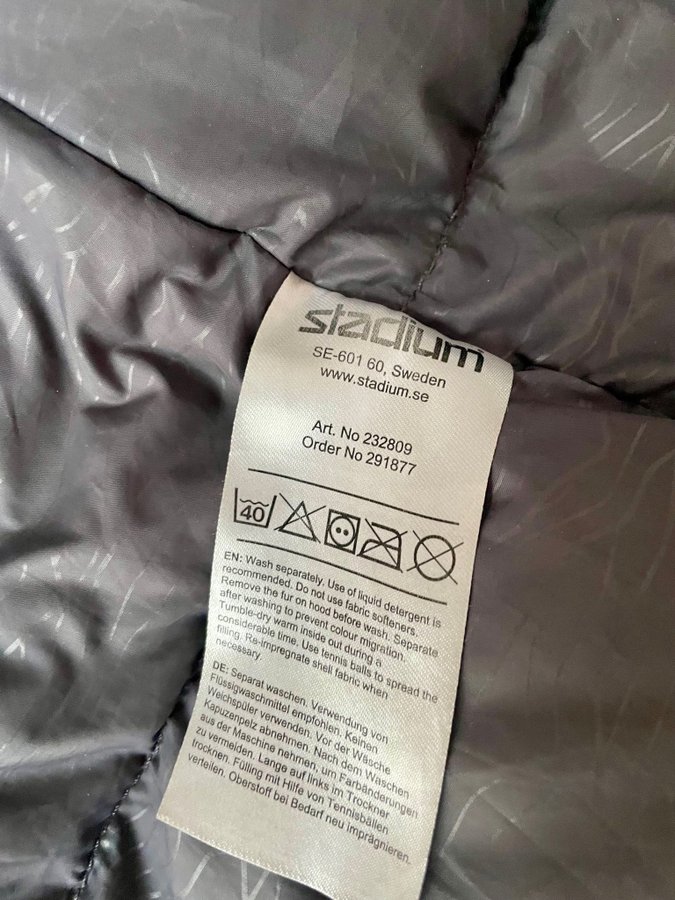 stadium
SE-601 60, Sweden
www.stadium.se
Art. No 232809
Order No 291877
40
EN: Wash separately. Use of liquid detergent is
recommended. Do not use fabric softeners.
Remove the fur on hood before wash. Separate
after washing to prevent colour migration.
Tumble-dry warm inside out during a
considerable time. Use tennis balls to spread the
filling. Re-impregnate shell fabric when
necessary.
DE: Separat waschen. Verwendung von
Flüssigwaschmittel empfohlen. Keinen
Weichspüler verwenden. Vor der Wäsche
Kapuzenpelz abnehmen. Nach dem Waschen
aus der Maschine nehmen, um Farbänderungen
zu vermeiden. Lange auf links im Trockner
trocknen. Füllung mit Hilfe von Tennisbällen
verteilen. Oberstoff bei Bedarf neu imprägnieren.